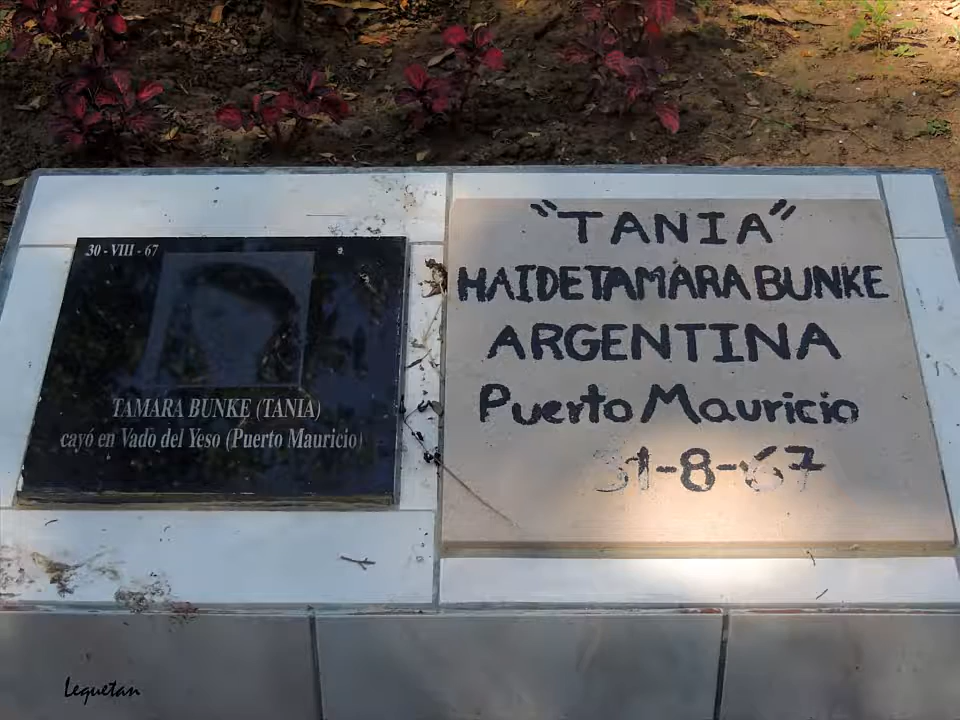 30 - VIII - 67
TAMARA BUNKE (TANIA)
cayó en Vado del Yeso (Puerto Mauricio)
"TANIA"
HAIDETAMARA BUNKE
ARGENTINA
Puerto Mauricio
31-8-67
Lequetan